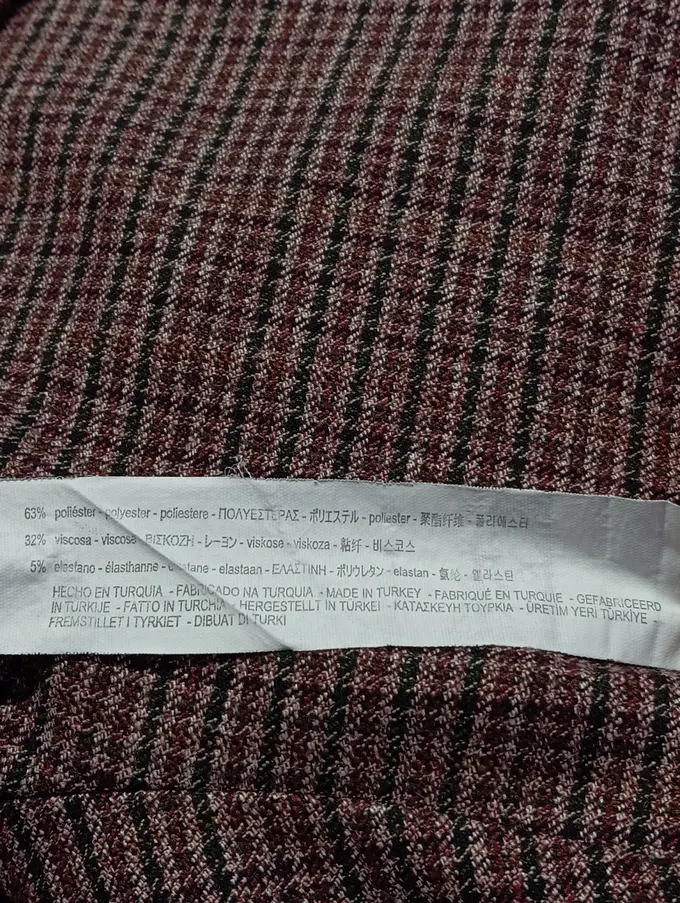 63% poliéster - polyester - poliestere - ΠΟΛΥΕΣΤΕΡΑΣ - ポリエステル - poliester - 聚酯纤维 - 폴리에스터
32% viscosa - viscose - ΒΙΣΚΟΖΗ - レーヨン - viskose - viskoza - 粘纤 - 비스코스
5% elastano - élasthanne - elastaan - ΕΛΑΣΤΙΝΗ - ポリウレタン - elastan - 氨纶 - 엘라스탄
HECHO EN TURQUIA - FABRICADO NA TURQUIA - MADE IN TURKEY - FABRIQUÉ EN TURQUIE - GEFABRICEERD
IN TURKIJE - FATTO IN TURCHIA - HERGESTELLT IN TÜRKEI - ΚΑΤΑΣΚΕΥΗ ΤΟΥΡΚΙΑ - ÜRETİM YERİ TÜRKİYE -
FREMSTILLET I TYRKIET - DIBUAT DI TURKI